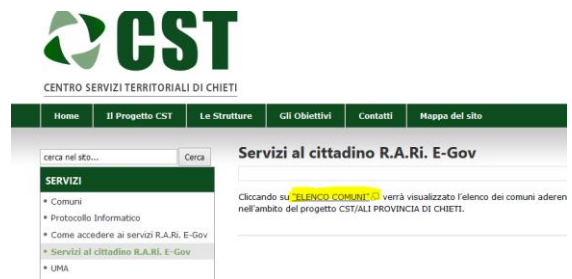 CST
CENTRO SERVIZI TERRITORIALI DI CHIETI
Home Il Progetto CST Le Strutture Gli Obiettivi Contatti Mappa del sito
cerca nel sito... Cerca
SERVIZI
Comuni
Protocollo Informatico
Come accedere ai servizi R.A.Ri. E-Gov
Servizi al cittadino R.A.Ri. E-Gov
UMA
Servizi al cittadino R.A.Ri. E-Gov
Cliccando su "ELENCO COMUNI" verrà visualizzato l'elenco dei comuni aderen
nell'ambito del progetto CST/ALI PROVINCIA DI CHIETI.